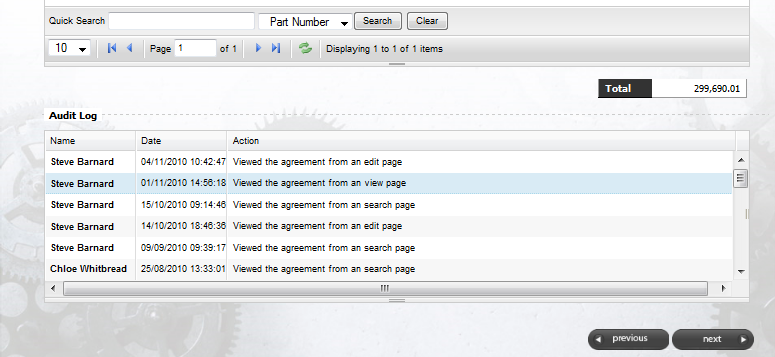 Quick Search Part Number Search Clear
10 Page 1 of 1 Displaying 1 to 1 of 1 items
Total 299,690.01
Audit Log
Name Date Action
Steve Barnard 04/11/2010 10:42:47 Viewed the agreement from an edit page
Steve Barnard 01/11/2010 14:56:18 Viewed the agreement from an view page
Steve Barnard 15/10/2010 09:14:46 Viewed the agreement from an search page
Steve Barnard 14/10/2010 18:46:36 Viewed the agreement from an edit page
Steve Barnard 09/09/2010 09:39:17 Viewed the agreement from an search page
Chloe Whitbread 25/08/2010 13:33:01 Viewed the agreement from an search page
previous next